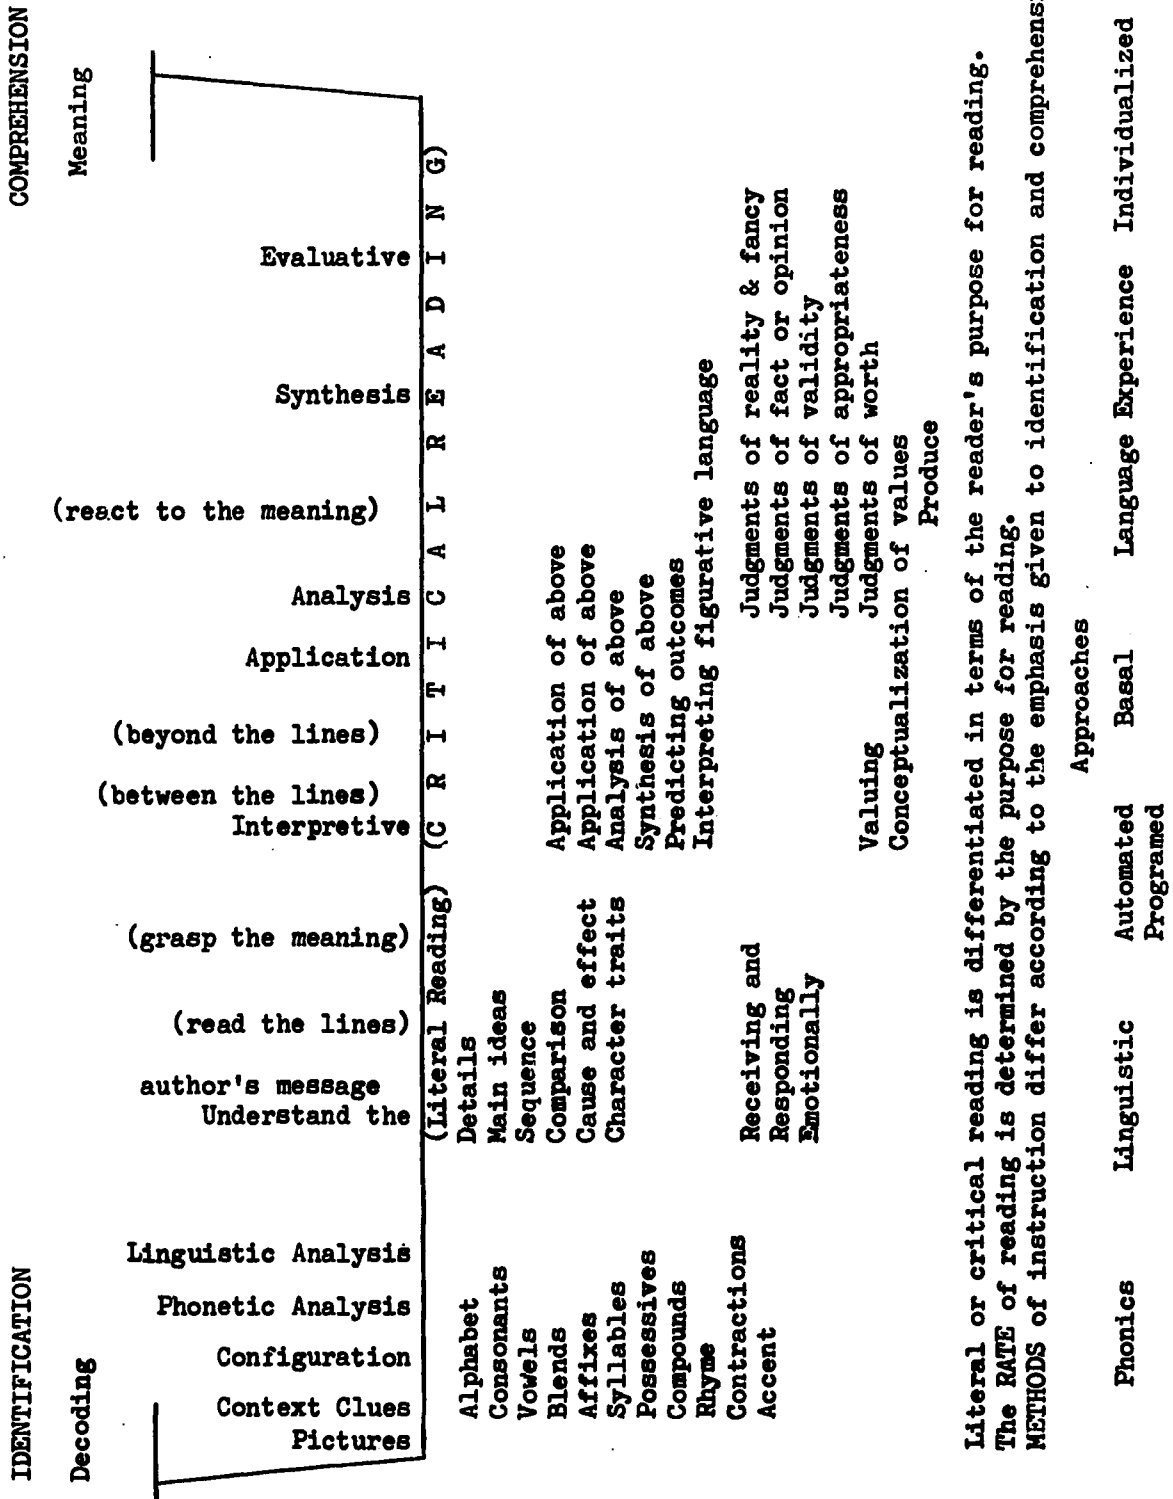 IDENTIFICATION
COMPREHENSION
Decoding
Meaning
Pictures
Context Clues
Configuration
Phonetic Analysis
Linguistic Analysis
Understand the
author's message
(read the lines)
(grasp the meaning)
Interpretive
(between the lines)
(beyond the lines)
Application
Analysis
(react to the meaning)
Synthesis
Evaluative
(Literal Reading)
(C R I T I C A L R E A D I N G)
Alphabet
Consonants
Vowels
Blends
Affixes
Syllables
Possessives
Compounds
Rhyme
Contractions
Accent
Details
Main ideas
Sequence
Comparison
Cause and effect
Character traits
Receiving and
Responding
Emotionally
Application of above
Application of above
Analysis of above
Synthesis of above
Predicting outcomes
Interpreting figurative language
Judgments of reality & fancy
Judgments of fact or opinion
Judgments of validity
Judgments of appropriateness
Valuing Judgments of worth
Conceptualization of values
Produce
Literal or critical reading is differentiated in terms of the reader's purpose for reading.
The RATE of reading is determined by the purpose for reading.
METHODS of instruction differ according to the emphasis given to identification and comprehens
Approaches
Phonics
Linguistic
Automated
Programed
Basal
Language Experience
Individualized